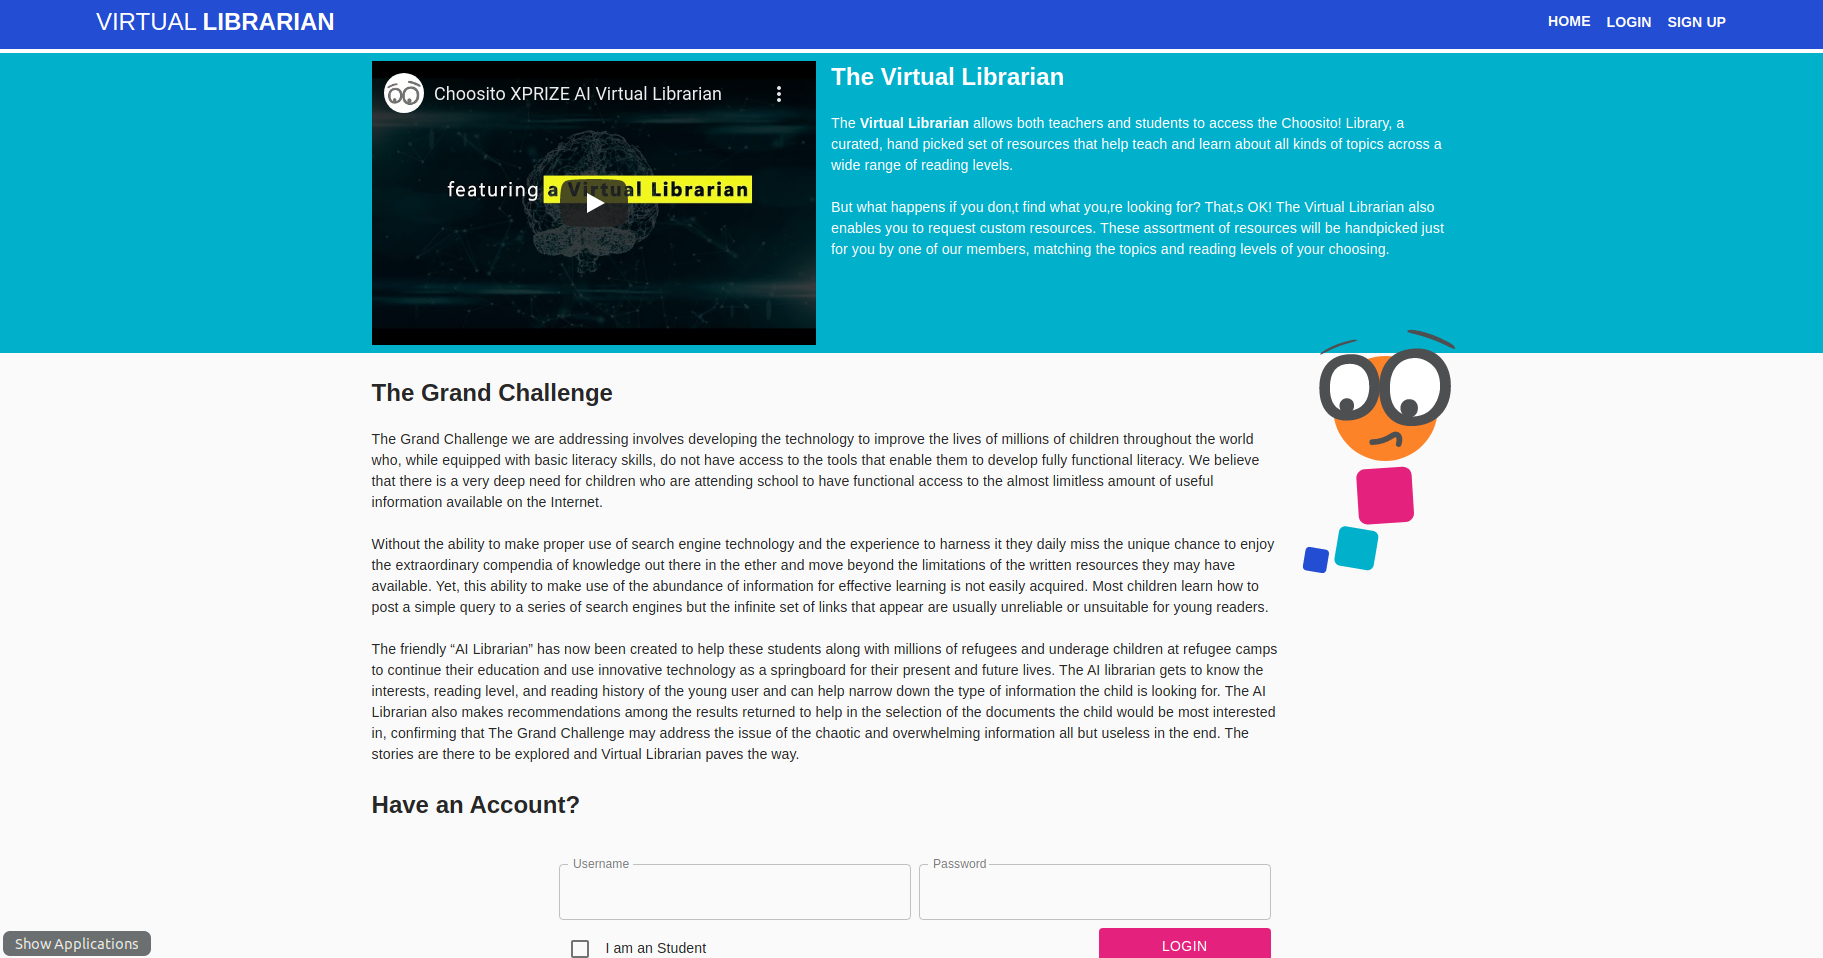 VIRTUAL LIBRARIAN
HOME LOGIN SIGN UP
Choosito XPRIZE AI Virtual Librarian
featuring a Virtual Librarian
The Virtual Librarian
The Virtual Librarian allows both teachers and students to access the Choosito! Library, a
curated, hand picked set of resources that help teach and learn about all kinds of topics across a
wide range of reading levels.
But what happens if you don,t find what you,re looking for? That,s OK! The Virtual Librarian also
enables you to request custom resources. These assortment of resources will be handpicked just
for you by one of our members, matching the topics and reading levels of your choosing.
The Grand Challenge
The Grand Challenge we are addressing involves developing the technology to improve the lives of millions of children throughout the world
who, while equipped with basic literacy skills, do not have access to the tools that enable them to develop fully functional literacy. We believe
that there is a very deep need for children who are attending school to have functional access to the almost limitless amount of useful
information available on the Internet.
Without the ability to make proper use of search engine technology and the experience to harness it they daily miss the unique chance to enjoy
the extraordinary compendia of knowledge out there in the ether and move beyond the limitations of the written resources they may have
available. Yet, this ability to make use of the abundance of information for effective learning is not easily acquired. Most children learn how to
post a simple query to a series of search engines but the infinite set of links that appear are usually unreliable or unsuitable for young readers.
The friendly “AI Librarian” has now been created to help these students along with millions of refugees and underage children at refugee camps
to continue their education and use innovative technology as a springboard for their present and future lives. The AI librarian gets to know the
interests, reading level, and reading history of the young user and can help narrow down the type of information the child is looking for. The AI
Librarian also makes recommendations among the results returned to help in the selection of the documents the child would be most interested
in, confirming that The Grand Challenge may address the issue of the chaotic and overwhelming information all but useless in the end. The
stories are there to be explored and Virtual Librarian paves the way.
Have an Account?
Username
Password
I am an Student
LOGIN
Show Applications